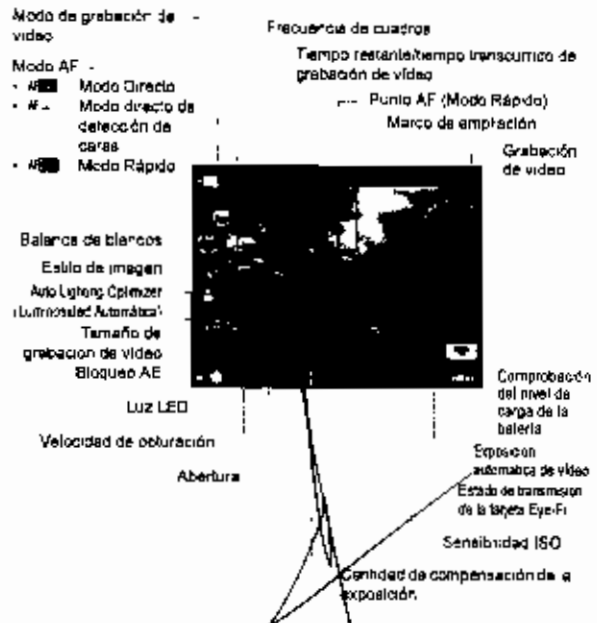 Modo de grabación de
vídeo
Modo AF -
• AF Modo Directo
• AF Modo directo de
detección de
caras
• AF Modo Rápido
Frecuencia de cuadros
Tiempo restante/tiempo transcurrido de
grabación de vídeo
Punto AF (Modo Rápido)
Marco de ampliación
Grabación
de vídeo
Balance de blancos
Estilo de imagen
Auto Lighting Optimizer
(Luminosidad Automática)
Tamaño de
grabación de vídeo
Bloqueo AE
Luz LED
Velocidad de obturación
Abertura
Comprobación
del nivel de
carga de la
batería
Exposición
automática de vídeo
Estado de transmisión
de la tarjeta Eye-Fi
Sensibilidad ISO
Cantidad de compensación de la
exposición